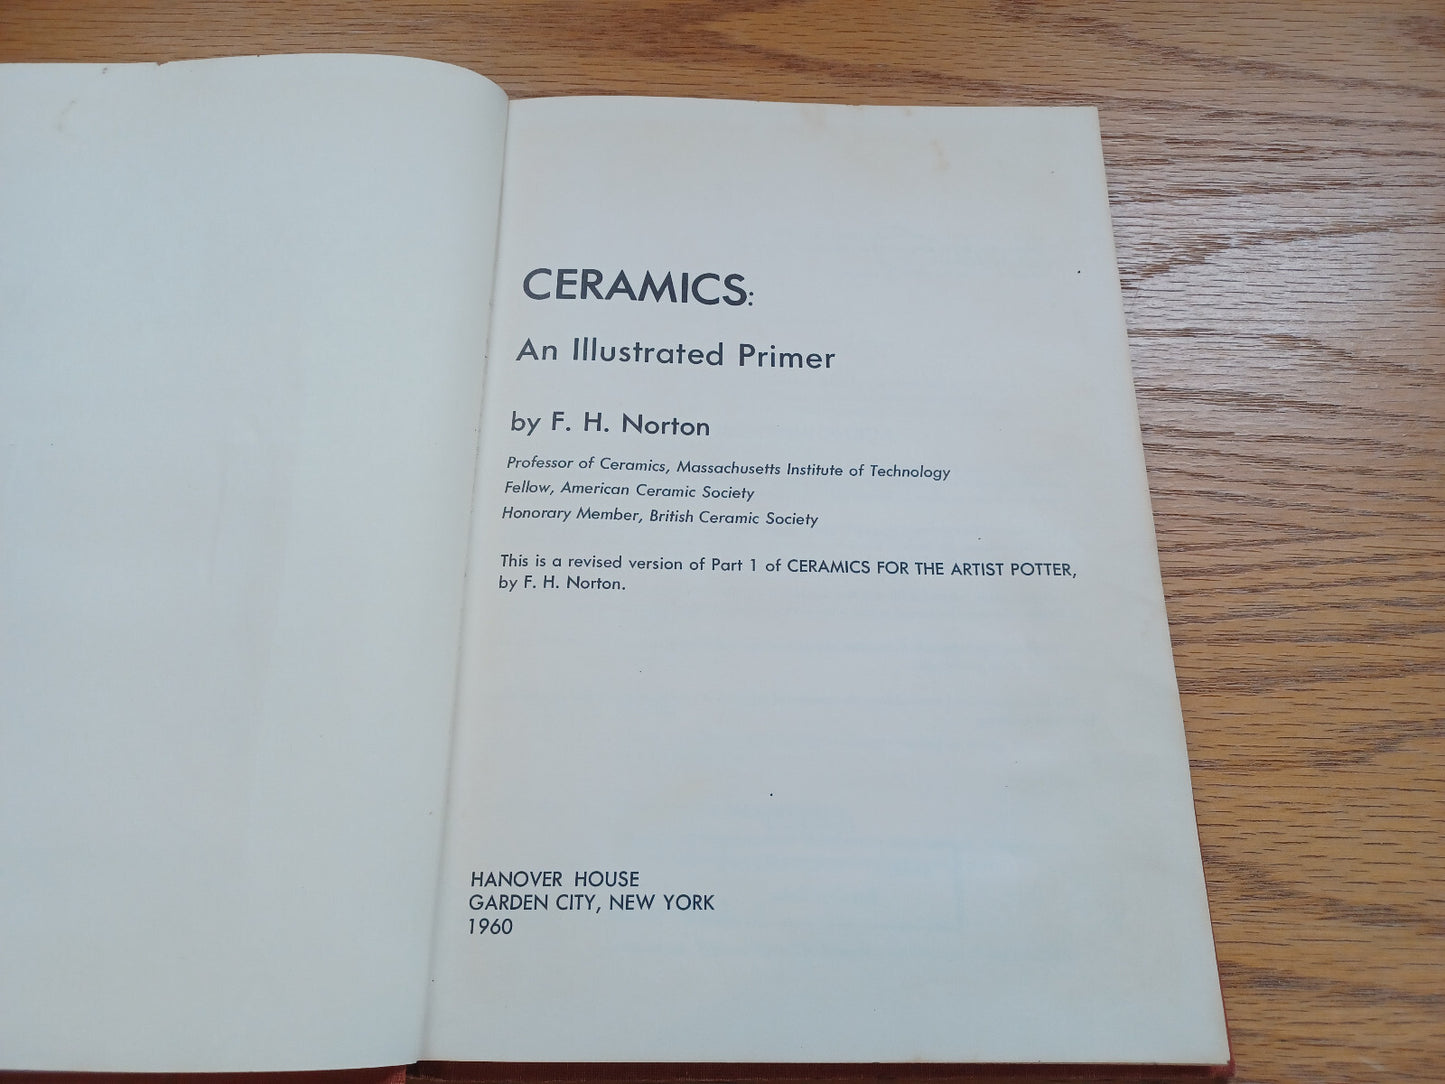 CERAMICS:
An Illustrated Primer
by F. H. Norton
Professor of Ceramics, Massachusetts Institute of Technology
Fellow, American Ceramic Society
Honorary Member, British Ceramic Society
This is a revised version of Part 1 of CERAMICS FOR THE ARTIST POTTER,
by F. H. Norton.
HANOVER HOUSE
GARDEN CITY, NEW YORK
1960